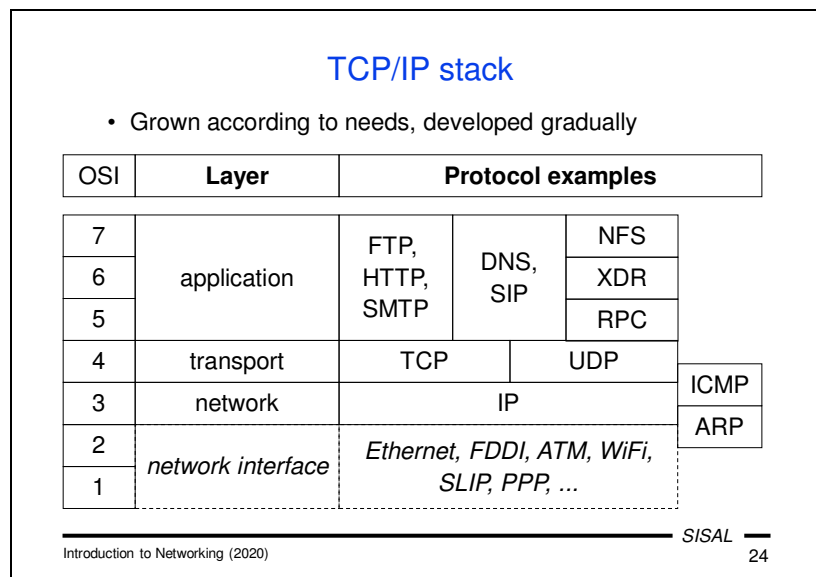 TCP/IP stack
• Grown according to needs, developed gradually
OSI Layer Protocol examples
7 NFS
FTP,
DNS,
6 application HTTP, XDR
SIP
SMTP
5 RPC
4 transport TCP UDP
ICMP
3 network IP
ARP
2 Ethernet, FDDI, ATM, WiFi,
network interface
1 SLIP, PPP, ...
SISAL
Introduction to Networking (2020) 24